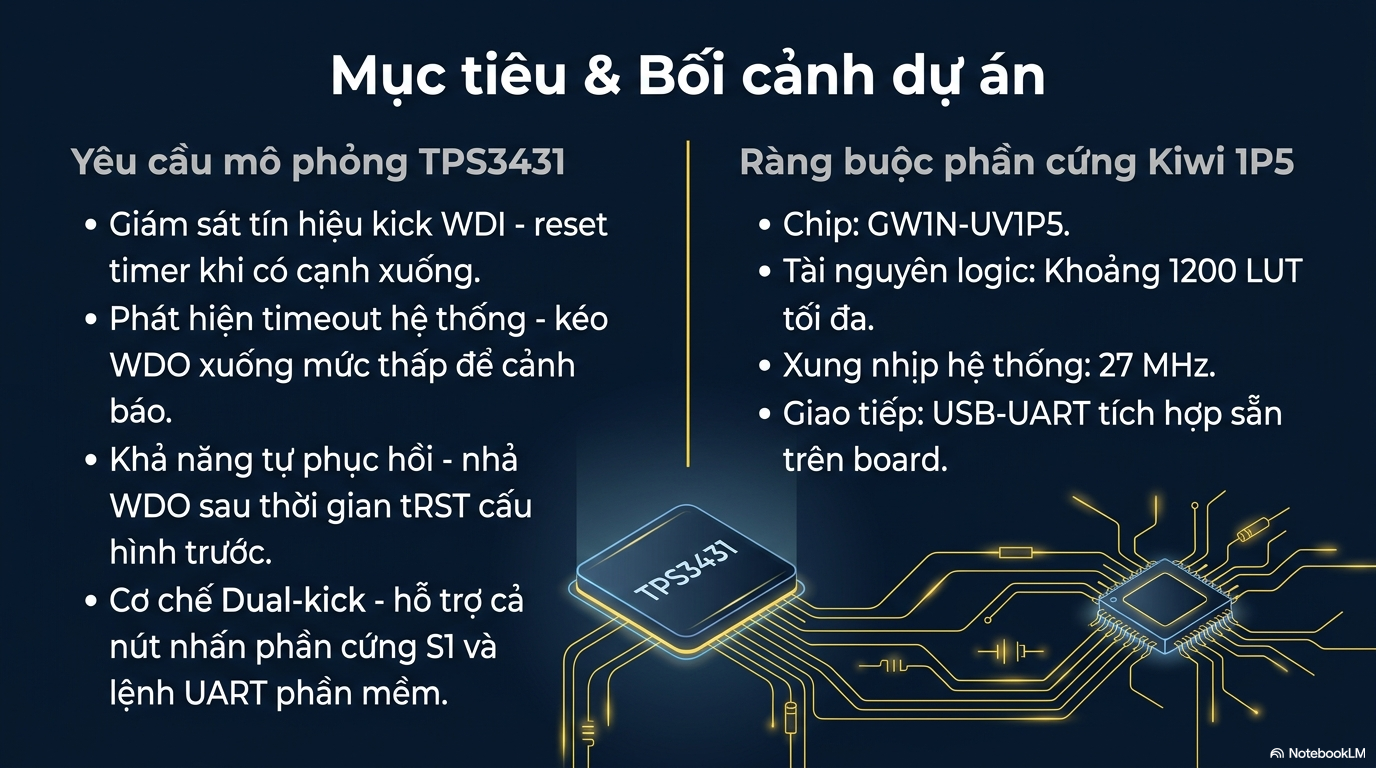 Mục tiêu & Bối cảnh dự án
Yêu cầu mô phỏng TPS3431
• Giám sát tín hiệu kick WDI - reset
timer khi có cạnh xuống.
• Phát hiện timeout hệ thống - kéo
WDO xuống mức thấp để cảnh
báo.
• Khả năng tự phục hồi - nhả
WDO sau thời gian tRST cấu
hình trước.
• Cơ chế Dual-kick - hỗ trợ cả
nút nhấn phần cứng S1 và
lệnh UART phần mềm.
Ràng buộc phần cứng Kiwi 1P5
• Chip: GW1N-UV1P5.
• Tài nguyên logic: Khoảng 1200 LUT
tối đa.
• Xung nhịp hệ thống: 27 MHz.
• Giao tiếp: USB-UART tích hợp sẵn
trên board.
TPS3431
NotebookLM